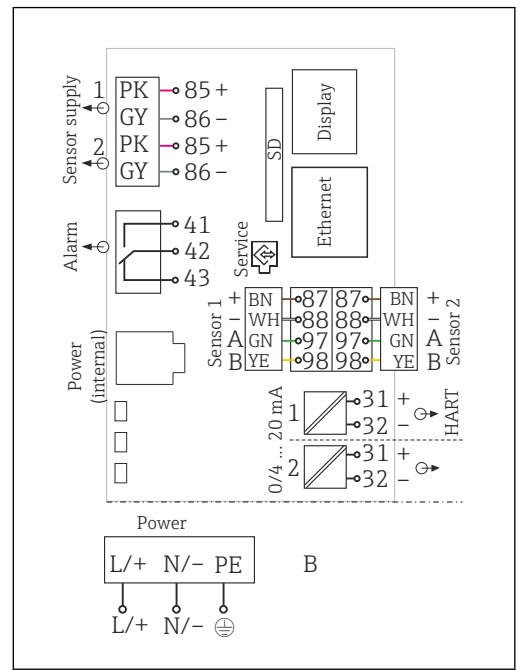 Sensor supply
1 PK 85 +
GY 86 –
2 PK 85 +
GY 86 –
Display
SD
Ethernet
Alarm
41
42
43
Service
Sensor 1
+ BN 87 87 BN +
– WH 88 88 WH –
A GN 97 97 GN A
B YE 98 98 YE B
Sensor 2
Power
(internal)
0/4 ... 20 mA
1 31 +
32 –
HART
2 31 +
32 –
Power
L/+ N/– PE
B
L/+ N/–